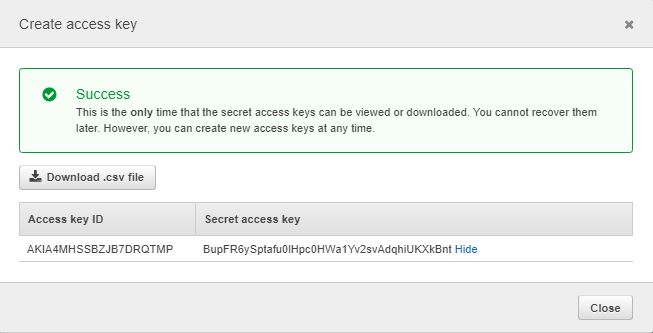 Create access key
Success
This is the only time that the secret access keys can be viewed or downloaded. You cannot recover them
later. However, you can create new access keys at any time.
Download .csv file
Access key ID Secret access key
AKIA4MHSSBZJB7DRQTMP Hide
Close